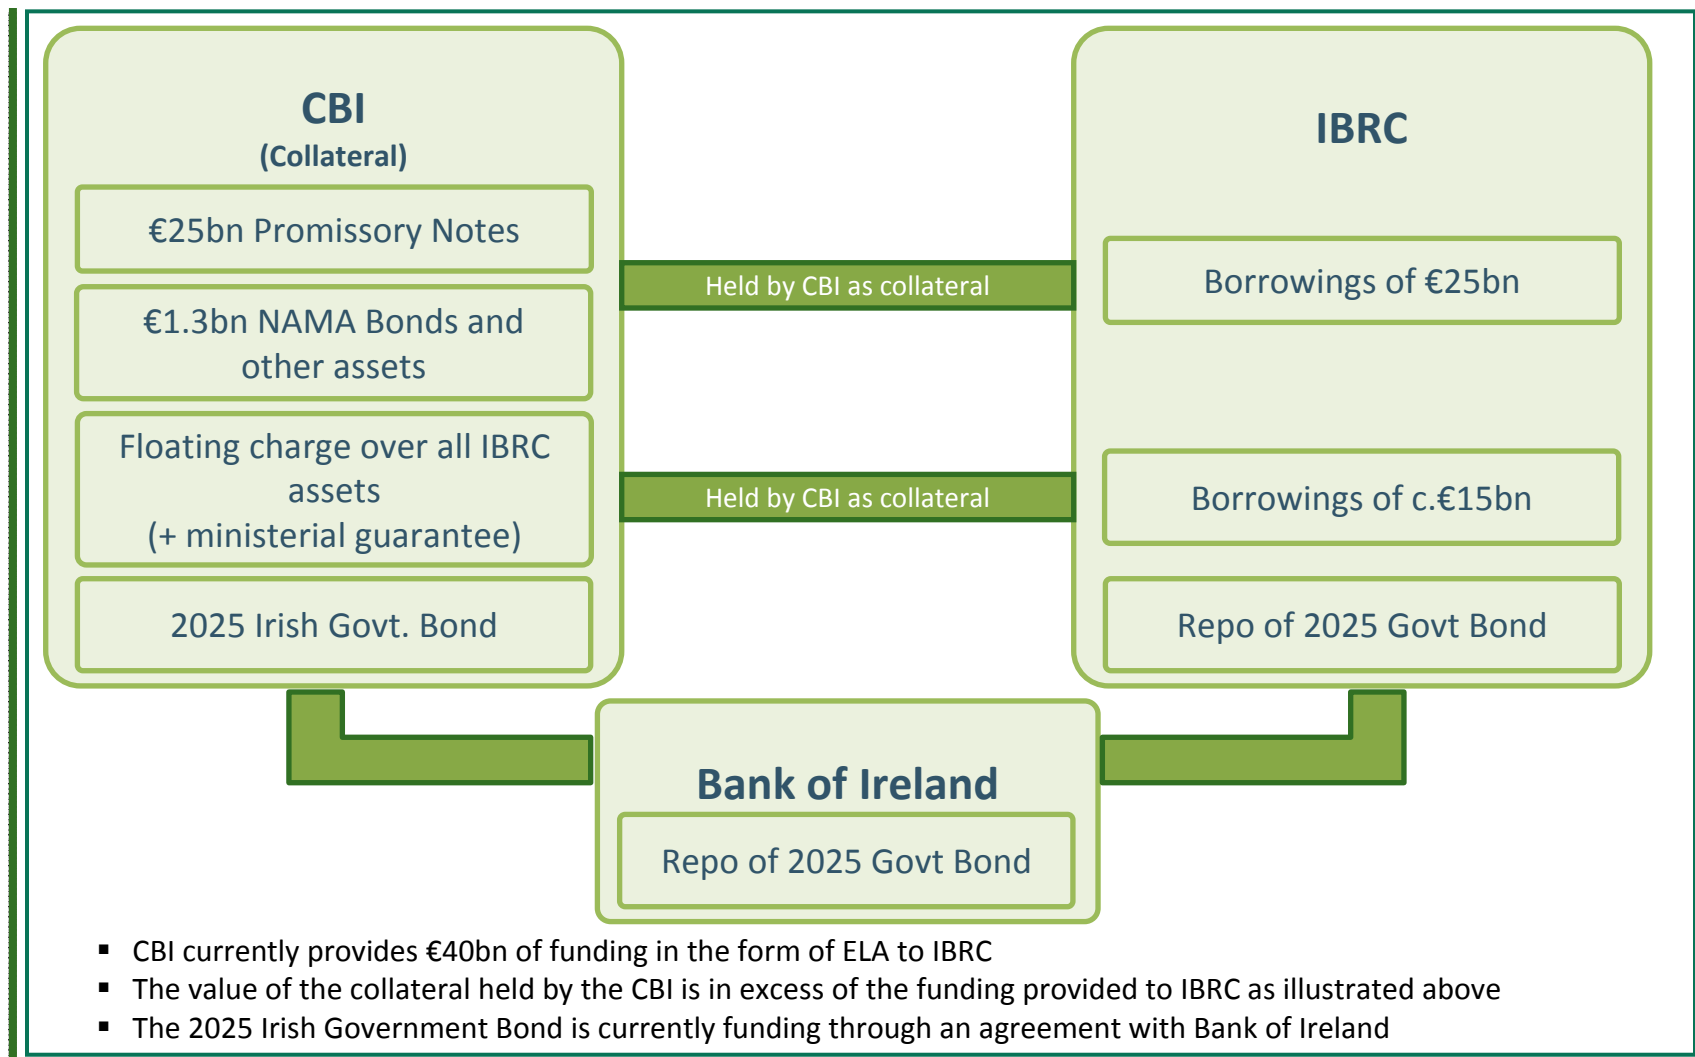 CBI
(Collateral)
€25bn Promissory Notes
€1.3bn NAMA Bonds and
other assets
Floating charge over all IBRC
assets
(+ ministerial guarantee)
2025 Irish Govt. Bond
Held by CBI as collateral
Held by CBI as collateral
IBRC
Borrowings of €25bn
Borrowings of c.€15bn
Repo of 2025 Govt Bond
Bank of Ireland
Repo of 2025 Govt Bond
▪ CBI currently provides €40bn of funding in the form of ELA to IBRC
▪ The value of the collateral held by the CBI is in excess of the funding provided to IBRC as illustrated above
▪ The 2025 Irish Government Bond is currently funding through an agreement with Bank of Ireland